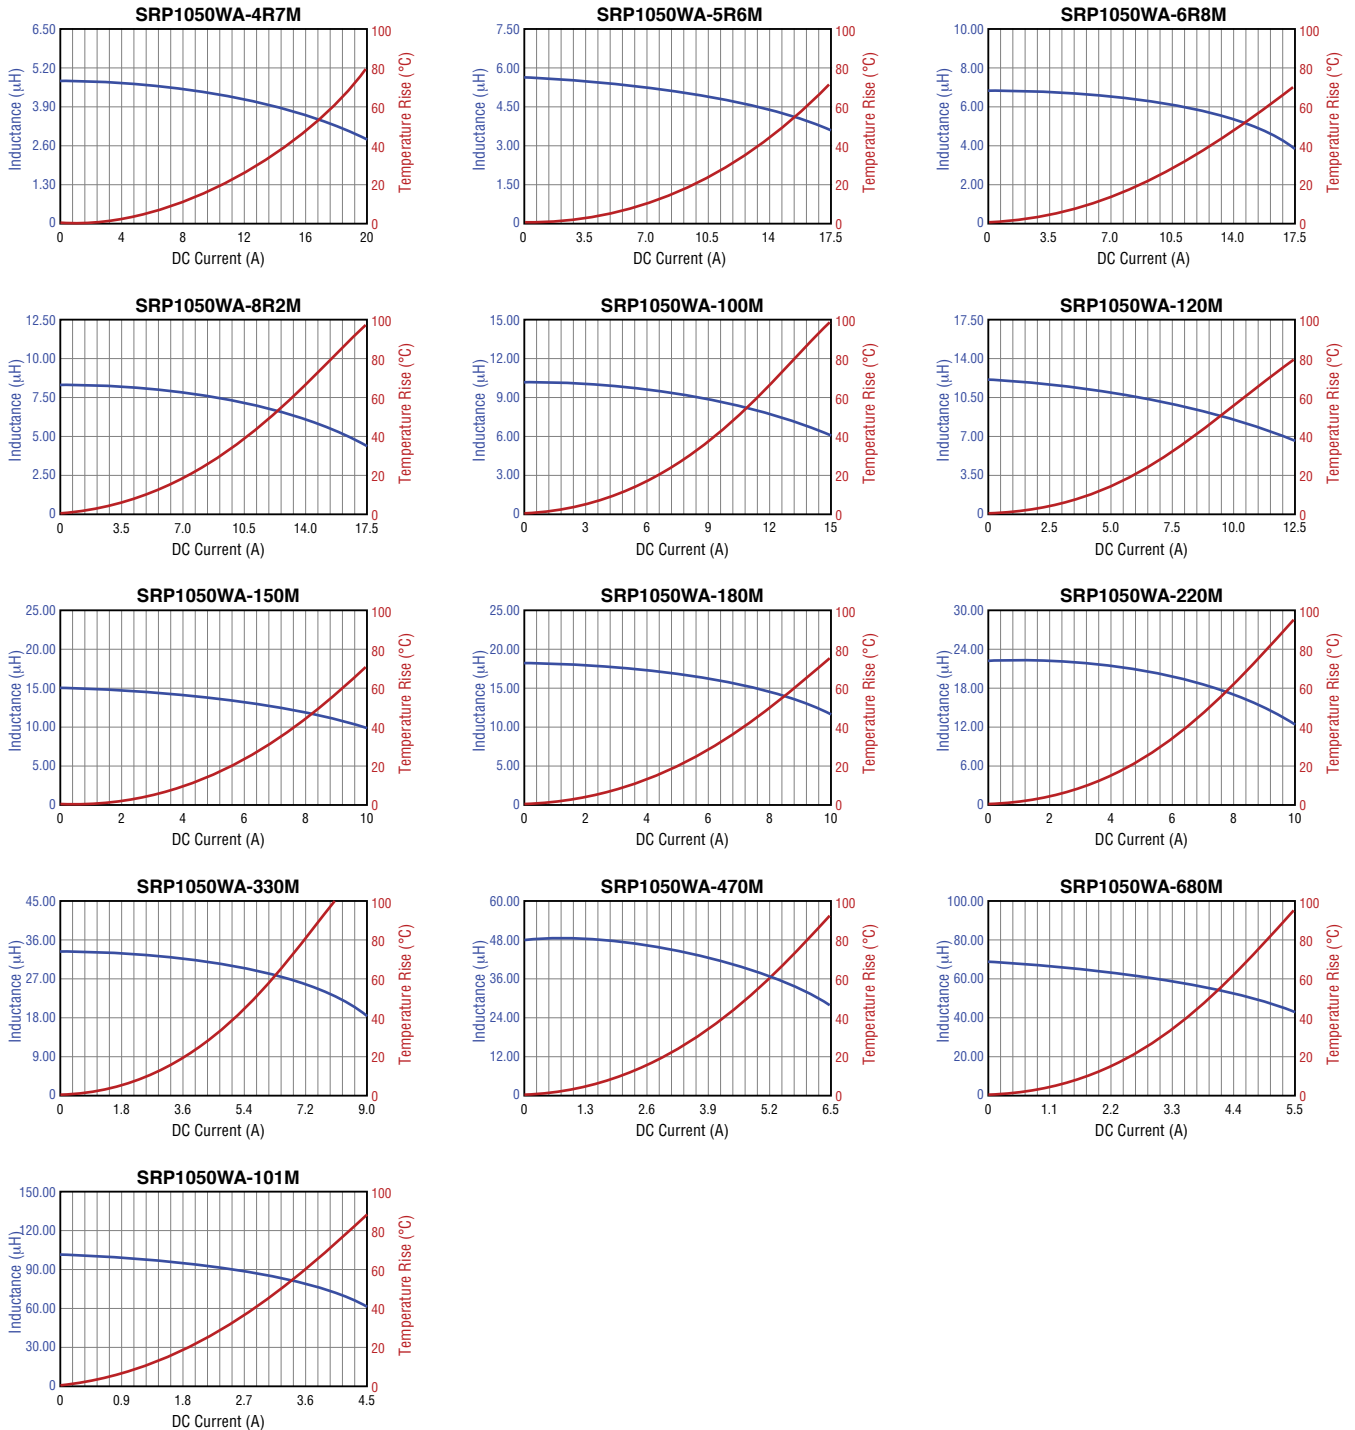 SRP1050WA-4R7M
6.50
5.20
3.90
2.60
1.30
0
Inductance (μH)
100
80
60
40
20
0
Temperature Rise (°C)
0 4 8 12 16 20
DC Current (A)
SRP1050WA-5R6M
7.50
6.00
4.50
3.00
1.50
0
Inductance (μH)
100
80
60
40
20
0
Temperature Rise (°C)
0 3.5 7.0 10.5 14 17.5
DC Current (A)
SRP1050WA-6R8M
10.00
8.00
6.00
4.00
2.00
0
Inductance (μH)
100
80
60
40
20
0
Temperature Rise (°C)
0 3.5 7.0 10.5 14.0 17.5
DC Current (A)
SRP1050WA-8R2M
12.50
10.00
7.50
5.00
2.50
0
Inductance (μH)
100
80
60
40
20
0
Temperature Rise (°C)
0 3.5 7.0 10.5 14.0 17.5
DC Current (A)
SRP1050WA-100M
15.00
12.00
9.00
6.00
3.00
0
Inductance (μH)
100
80
60
40
20
0
Temperature Rise (°C)
0 3 6 9 12 15
DC Current (A)
SRP1050WA-120M
17.50
14.00
10.50
7.00
3.50
0
Inductance (μH)
100
80
60
40
20
0
Temperature Rise (°C)
0 2.5 5.0 7.5 10.0 12.5
DC Current (A)
SRP1050WA-150M
25.00
20.00
15.00
10.00
5.00
0
Inductance (μH)
100
80
60
40
20
0
Temperature Rise (°C)
0 2 4 6 8 10
DC Current (A)
SRP1050WA-180M
25.00
20.00
15.00
10.00
5.00
0
Inductance (μH)
100
80
60
40
20
0
Temperature Rise (°C)
0 2 4 6 8 10
DC Current (A)
SRP1050WA-220M
30.00
24.00
18.00
12.00
6.00
0
Inductance (μH)
100
80
60
40
20
0
Temperature Rise (°C)
0 2 4 6 8 10
DC Current (A)
SRP1050WA-330M
45.00
36.00
27.00
18.00
9.00
0
Inductance (μH)
100
80
60
40
20
0
Temperature Rise (°C)
0 1.8 3.6 5.4 7.2 9.0
DC Current (A)
SRP1050WA-470M
60.00
48.00
36.00
24.00
12.00
0
Inductance (μH)
100
80
60
40
20
0
Temperature Rise (°C)
0 1.3 2.6 3.9 5.2 6.5
DC Current (A)
SRP1050WA-680M
100.00
80.00
60.00
40.00
20.00
0
Inductance (μH)
100
80
60
40
20
0
Temperature Rise (°C)
0 1.1 2.2 3.3 4.4 5.5
DC Current (A)
SRP1050WA-101M
150.00
120.00
90.00
60.00
30.00
0
Inductance (μH)
100
80
60
40
20
0
Temperature Rise (°C)
0 0.9 1.8 2.7 3.6 4.5
DC Current (A)